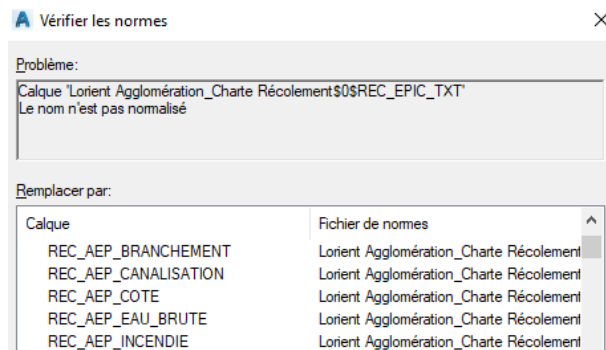 Vérifier les normes
Problème:
Calque 'Lorient Agglomération_Charte Récolement$0$REC_EPIC_TXT'
Le nom n'est pas normalisé
Remplacer par:
Calque Fichier de normes
REC_AEP_BRANCHEMENT Lorient Agglomération_Charte Récolement
REC_AEP_CANALISATION Lorient Agglomération_Charte Récolement
REC_AEP_COTE Lorient Agglomération_Charte Récolement
REC_AEP_EAU_BRUTE Lorient Agglomération_Charte Récolement
REC_AEP_INCENDIE Lorient Agglomération_Charte Récolement